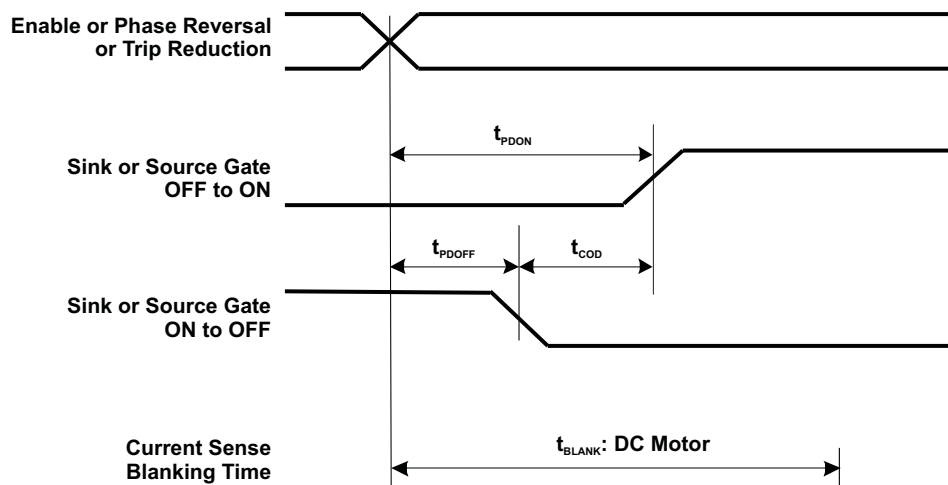 Enable or Phase Reversal
or Trip Reduction
tPDON
Sink or Source Gate
OFF to ON
tPDOFF
tCOD
Sink or Source Gate
ON to OFF
Current Sense
Blanking Time
tBLANK: DC Motor